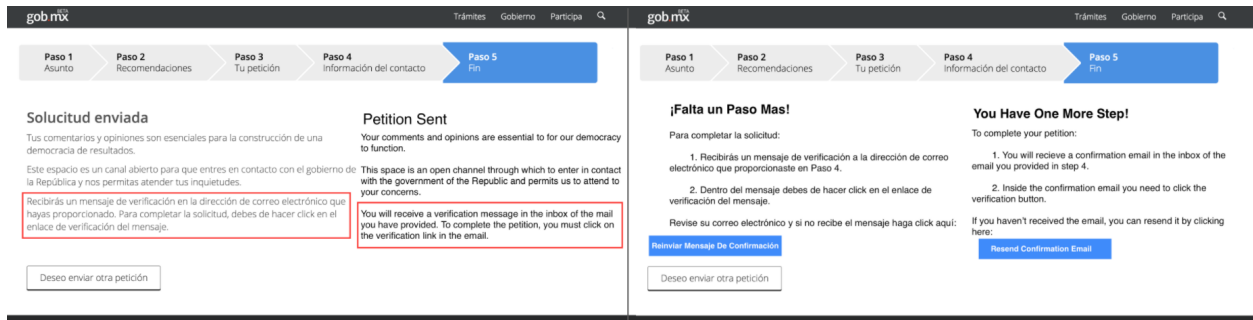 gob.mx
BETA
Trámites Gobierno Participa
Paso 1
Asunto
Paso 2
Recomendaciones
Paso 3
Tu petición
Paso 4
Información del contacto
Paso 5
Fin
Solucitud enviada
Tus comentarios y opiniones son esenciales para la construcción de una
democracia de resultados.
Este espacio es un canal abierto para que entres en contacto con el gobierno de
la República y nos permitas atender tus inquietudes.
Recibirás un mensaje de verificación en la dirección de correo electrónico que
hayas proporcionado. Para completar la solicitud, debes de hacer click en el
enlace de verificación del mensaje.
Deseo enviar otra petición
Petition Sent
Your comments and opinions are essential to for our democracy
to function.
This space is an open channel through which to enter in contact
with the government of the Republic and permits us to attend to
your concerns.
You will receive a verification message in the inbox of the mail
you have provided. To complete the petition, you must click on
the verification link in the email.
gob.mx
BETA
Trámites Gobierno Participa
Paso 1
Asunto
Paso 2
Recomendaciones
Paso 3
Tu petición
Paso 4
Información del contacto
Paso 5
Fin
¡Falta un Paso Mas!
Para completar la solicitud:
1. Recibirás un mensaje de verificación a la dirección de correo
electrónico que proporcionaste en Paso 4.
2. Dentro del mensaje debes de hacer click en el enlace de
verificación del mensaje.
Revise su correo electrónico y si no recibe el mensaje haga click aquí:
Reinviar Mensaje De Confirmación
Deseo enviar otra petición
You Have One More Step!
To complete your petition:
1. You will recieve a confirmation email in the inbox of the
email you provided in step 4.
2. Inside the confirmation email you need to click the
verification button.
If you haven't received the email, you can resend it by clicking
here:
Resend Confirmation Email